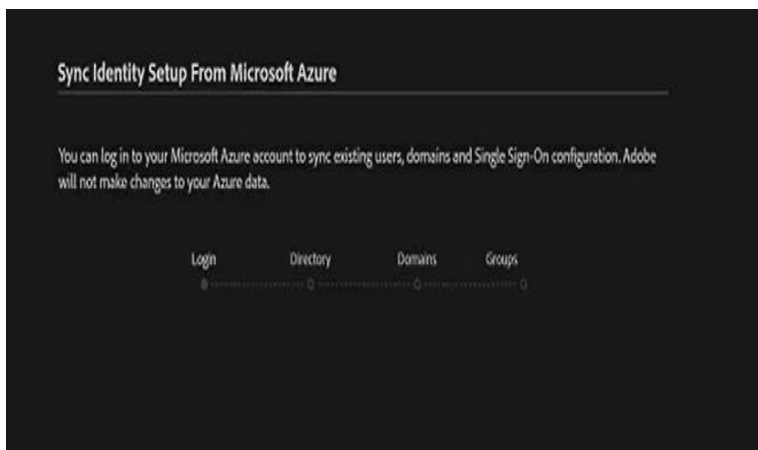 Sync Identity Setup From Microsoft Azure
You can log in to your Microsoft Azure account to sync existing users, domains and Single Sign-On configuration. Adobe
will not make changes to your Azure data.
Login Directory Domains Groups